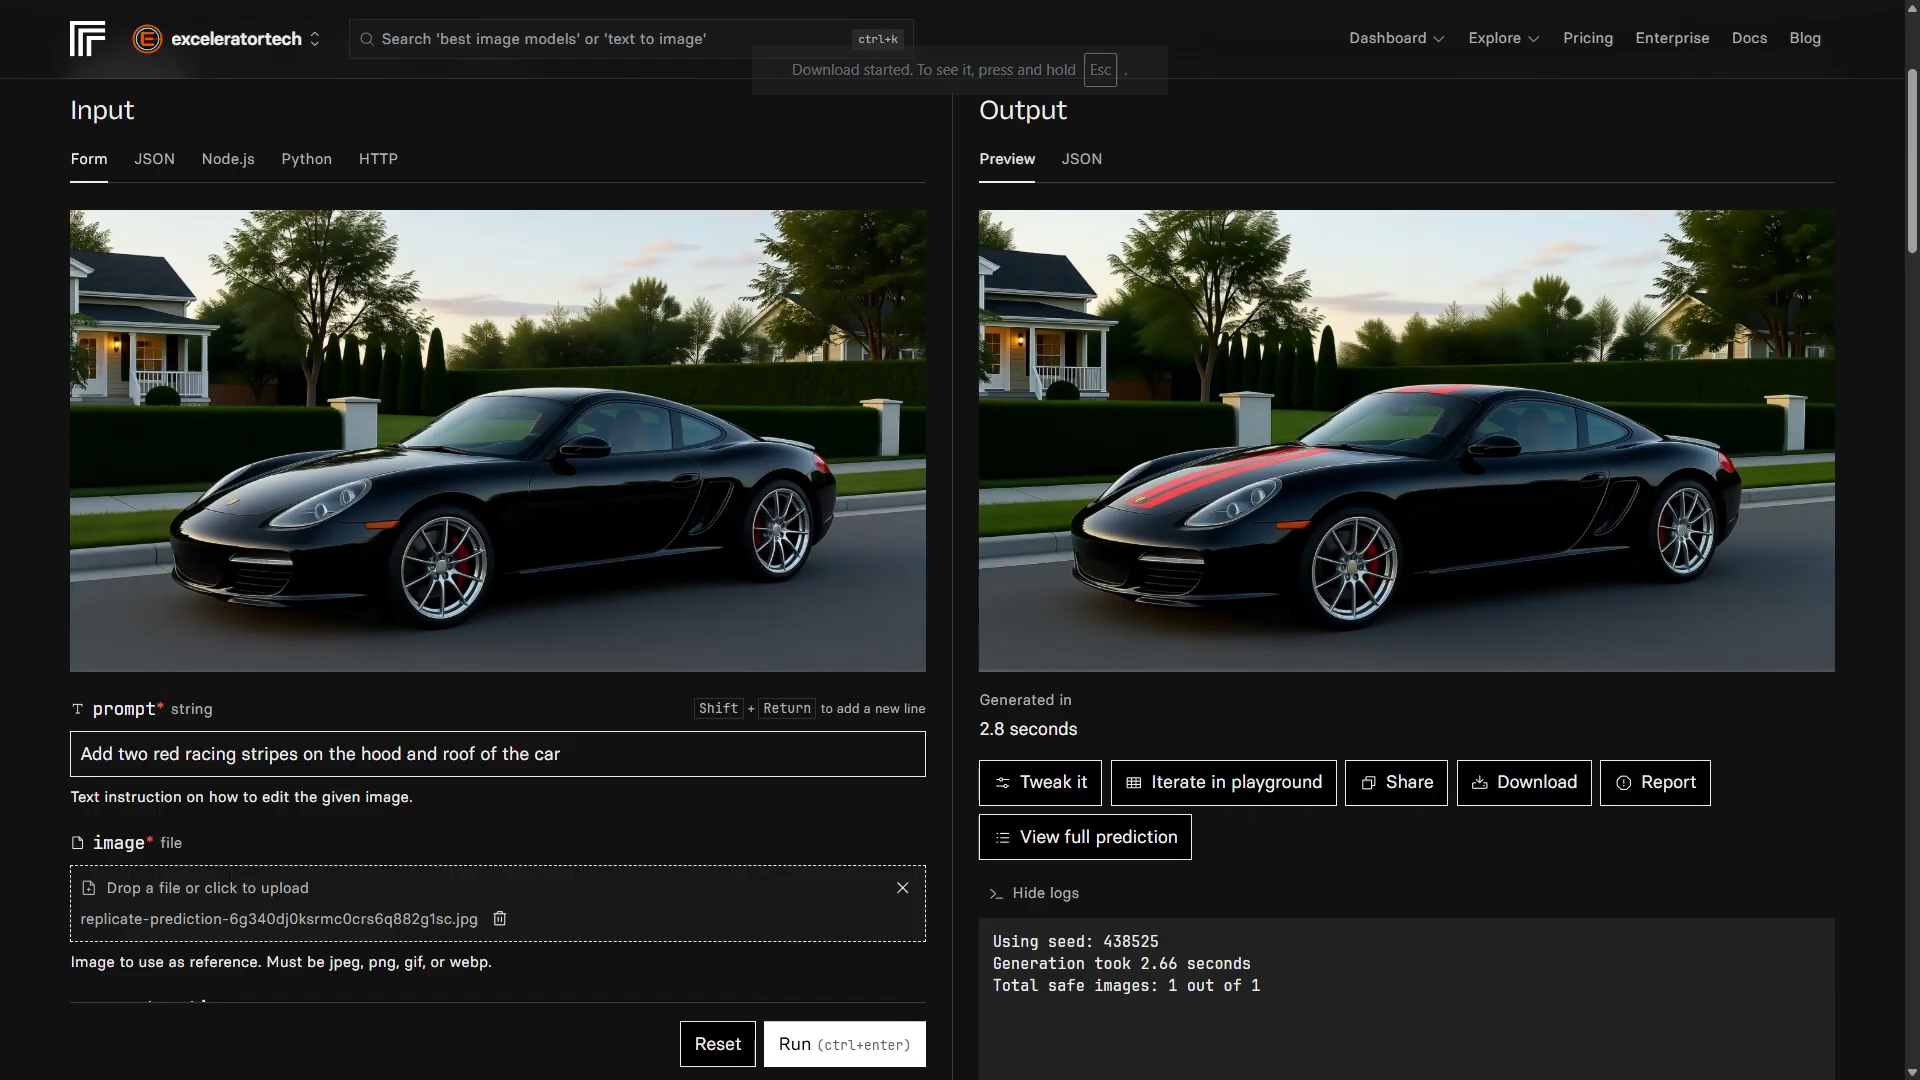 exceleratortech
Search 'best image models' or 'text to image'
ctrl+k
Dashboard
Explore
Pricing
Enterprise
Docs
Blog
Download started. To see it, press and hold Esc .
Input
Form
JSON
Node.js
Python
HTTP
prompt* string
Shift + Return to add a new line
Add two red racing stripes on the hood and roof of the car
Text instruction on how to edit the given image.
image* file
Drop a file or click to upload
replicate-prediction-6g340dj0ksrmc0crs6q882g1sc.jpg
Image to use as reference. Must be jpeg, png, gif, or webp.
Reset
Run (ctrl+enter)
Output
Preview
JSON
Generated in
2.8 seconds
Tweak it
Iterate in playground
Share
Download
Report
View full prediction
Hide logs
Using seed: 438525
Generation took 2.66 seconds
Total safe images: 1 out of 1